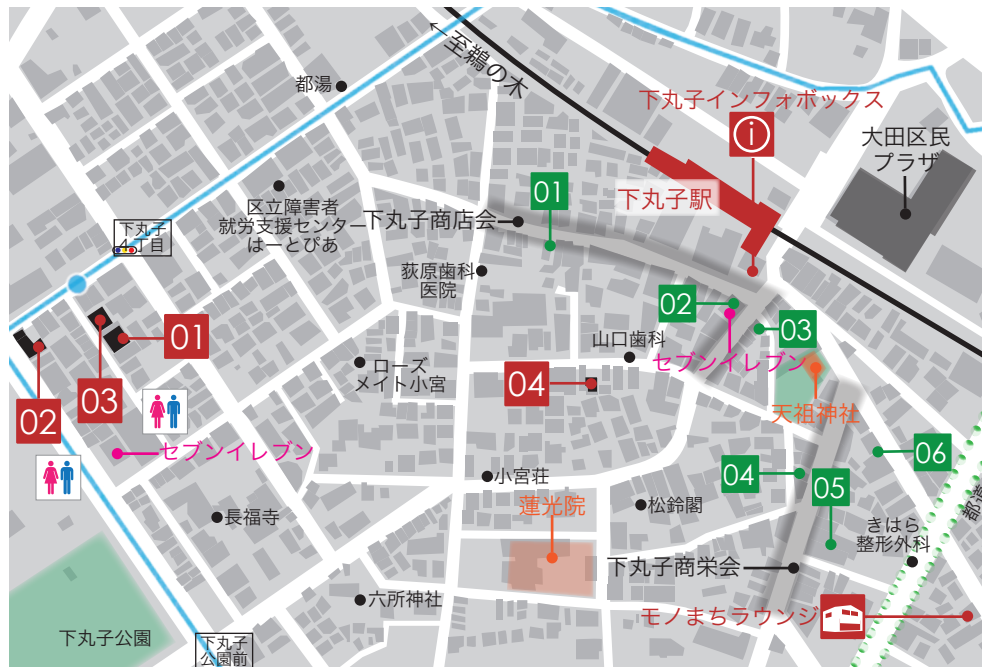 ←至鵜の木
都湯
下丸子インフォボックス
i
大田区民
プラザ
下丸子駅
01
区立障害者
就労支援センター
はーとぴあ
下丸子商店会
下丸子
4丁目
荻原歯科
医院
02
03
山口歯科
セブンイレブン
01
03
02
ローズ
メイト小宮
04
天祖神社
セブンイレブン
小宮荘
04
05
06
蓮光院
松鈴閣
都道
長福寺
きはら
整形外科
下丸子商栄会
六所神社
モノまちラウンジ
下丸子公園
下丸子
公園前